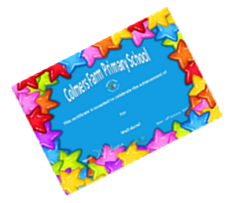 Colmers Farm Primary School
This certificate is awarded to celebrate the achievement of
For
Well done!